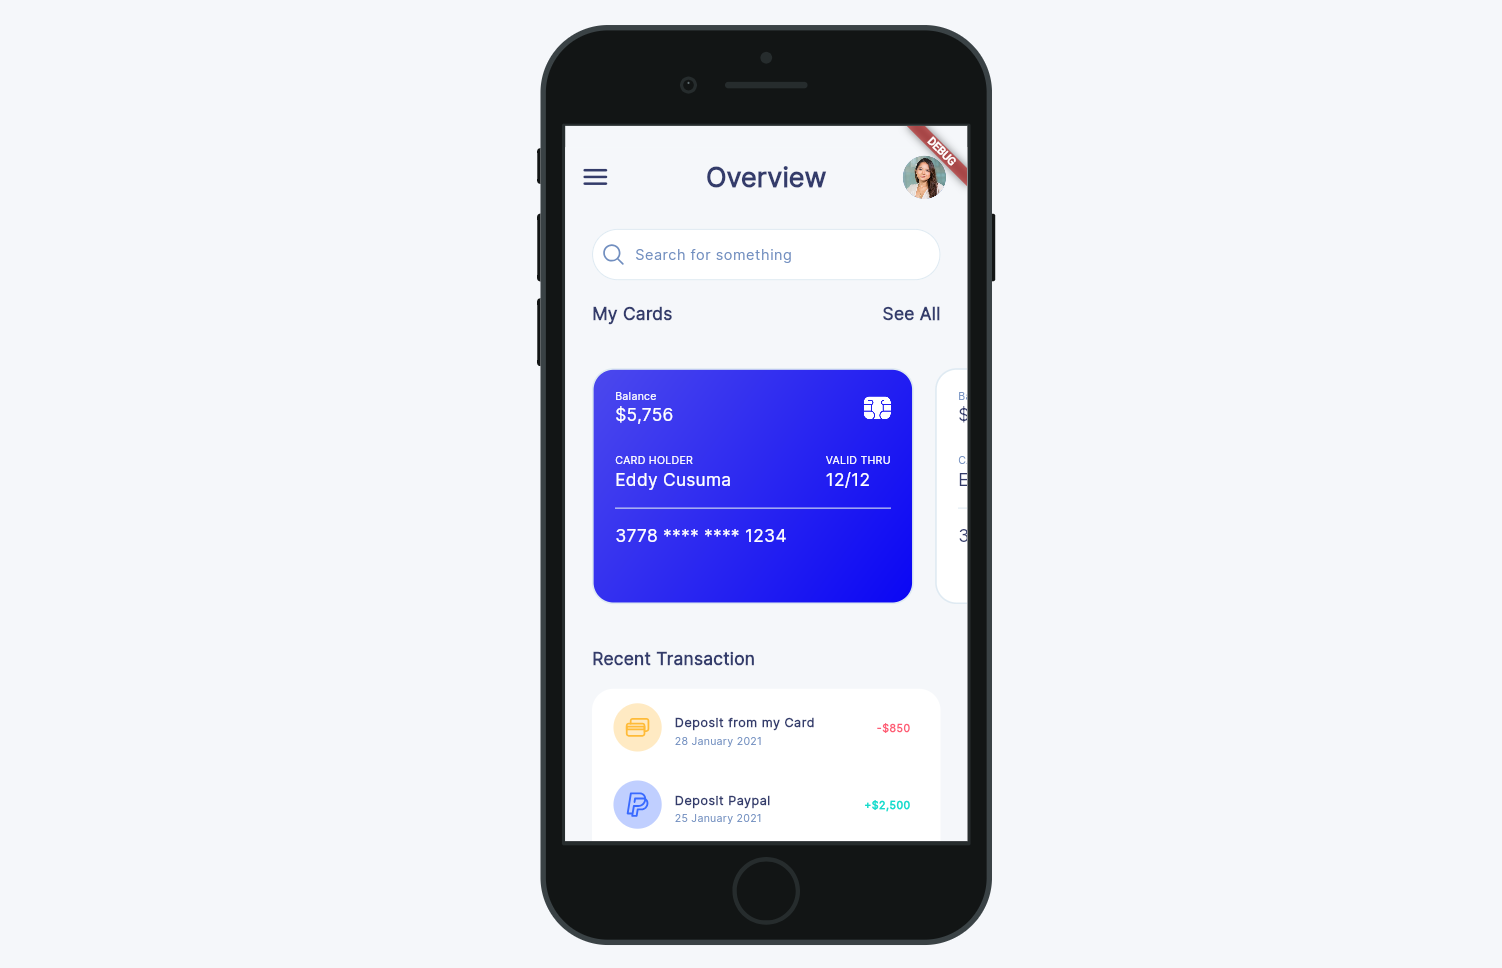 DEBUG
Overview
Search for something
My Cards
See All
Balance
$5,756
CARD HOLDER
VALID THRU
Eddy Cusuma
12/12
3778 **** **** 1234
Recent Transaction
Deposit from my Card
-$850
28 January 2021
Deposit Paypal
+$2,500
25 January 2021